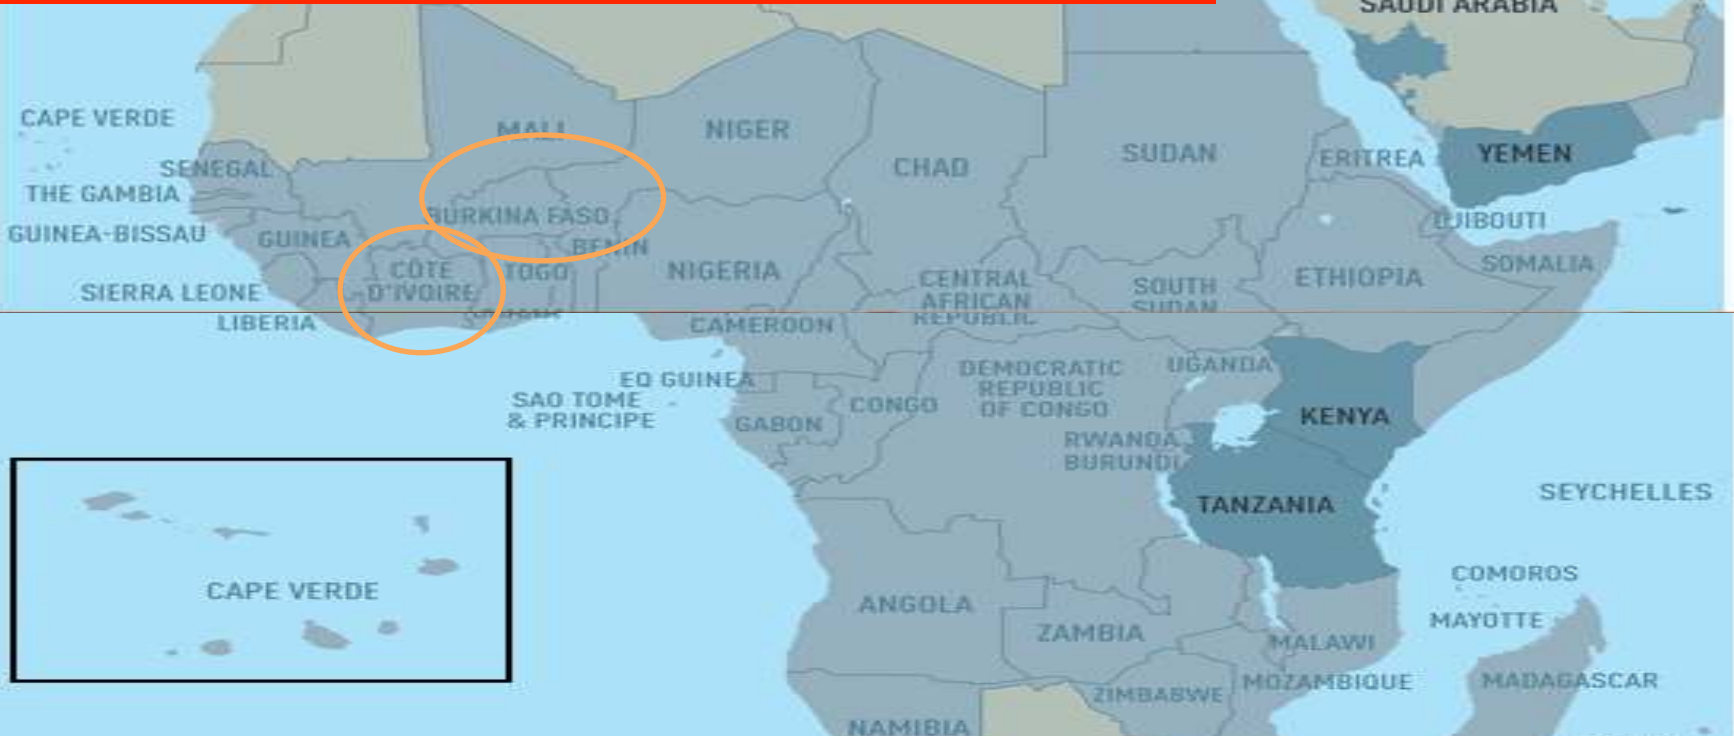 SAUDI ARABIA
CAPE VERDE
MALI
NIGER
CHAD
SUDAN
ERITREA
YEMEN
SENEGAL
THE GAMBIA
GUINEA-BISSAU
GUINEA
BURKINA FASO
BENIN
DJIBOUTI
SIERRA LEONE
CÔTE
D'IVOIRE
TOGO
NIGERIA
CENTRAL
AFRICAN
REPUBLIC
SOUTH
SUDAN
ETHIOPIA
SOMALIA
LIBERIA
CAMEROON
EQ GUINEA
SAO TOME
& PRINCIPE
GABON
CONGO
DEMOCRATIC
REPUBLIC
OF CONGO
UGANDA
KENYA
RWANDA
BURUNDI
TANZANIA
SEYCHELLES
CAPE VERDE
ANGOLA
ZAMBIA
MALAWI
COMOROS
MAYOTTE
ZIMBABWE
MOZAMBIQUE
MADAGASCAR
NAMIBIA